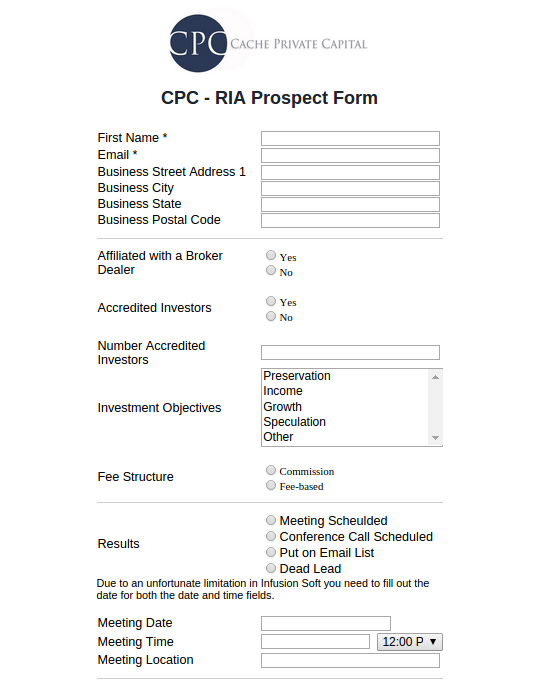 CPC CACHE PRIVATE CAPITAL
CPC - RIA Prospect Form
First Name *
Email *
Business Street Address 1
Business City
Business State
Business Postal Code
Affiliated with a Broker
Dealer
Yes
No
Accredited Investors
Yes
No
Number Accredited
Investors
Investment Objectives
Preservation
Income
Growth
Speculation
Other
Fee Structure
Commission
Fee-based
Results
Meeting Scheulded
Conference Call Scheduled
Put on Email List
Dead Lead
Due to an unfortunate limitation in Infusion Soft you need to fill out the
date for both the date and time fields.
Meeting Date
Meeting Time 12:00 P
Meeting Location